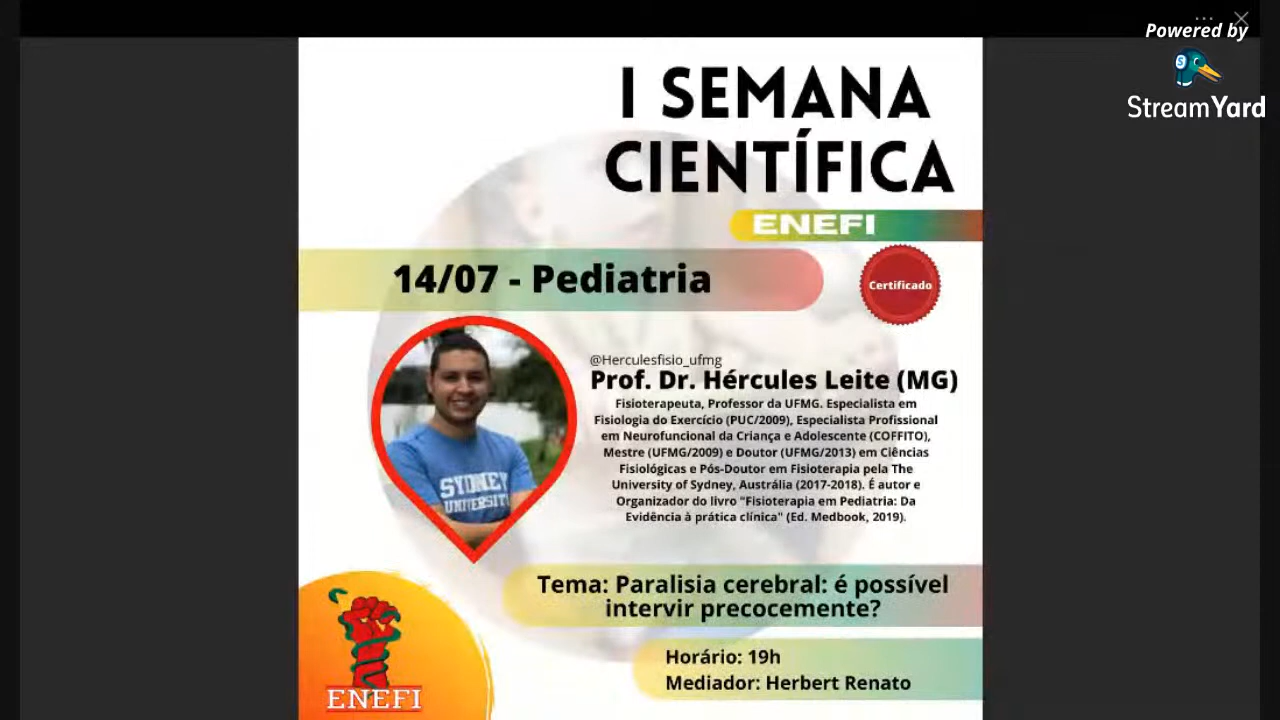 Powered by
StreamYard
I SEMANA
CIENTÍFICA
ENEFI
14/07 - Pediatria
Certificado
@Herculesfisio_ufmg
Prof. Dr. Hércules Leite (MG)
Fisioterapeuta, Professor da UFMG. Especialista em
Fisiologia do Exercício (PUC/2009), Especialista Profissional
em Neurofuncional da Criança e Adolescente (COFFITO),
Mestre (UFMG/2009) e Doutor (UFMG/2013) em Ciências
Fisiológicas e Pós-Doutor em Fisioterapia pela The
University of Sydney, Austrália (2017-2018). É autor e
Organizador do livro "Fisioterapia em Pediatria: Da
Evidência à prática clínica" (Ed. Medbook, 2019).
SYDNEY
UNIVERSITY
Tema: Paralisia cerebral: é possível
intervir precocemente?
Horário: 19h
Mediador: Herbert Renato
ENEFI